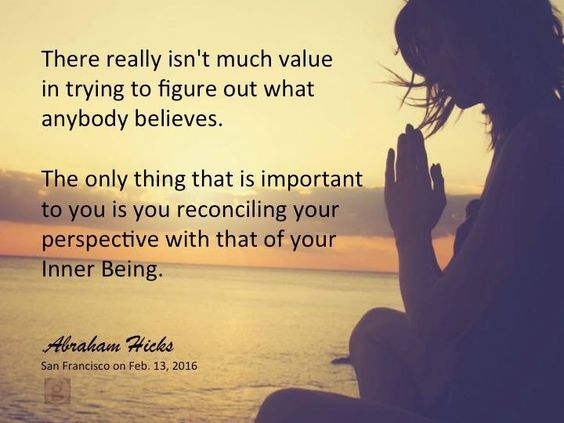 There really isn't much value
in trying to figure out what
anybody believes.
The only thing that is important
to you is you reconciling your
perspective with that of your
Inner Being.
Abraham Hicks
San Francisco on Feb. 13, 2016